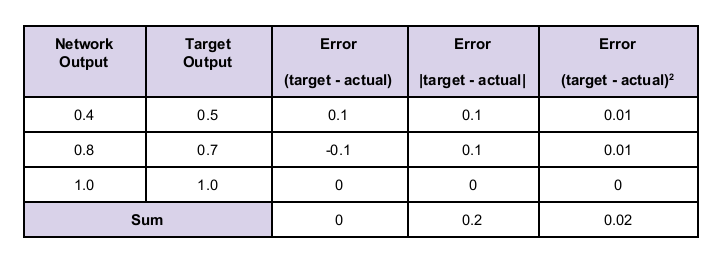 Network Output Target Output Error (target - actual) Error |target - actual| Error (target - actual)²
0.4 0.5 0.1 0.1 0.01
0.8 0.7 -0.1 0.1 0.01
1.0 1.0 0 0 0
Sum 0 0.2 0.02